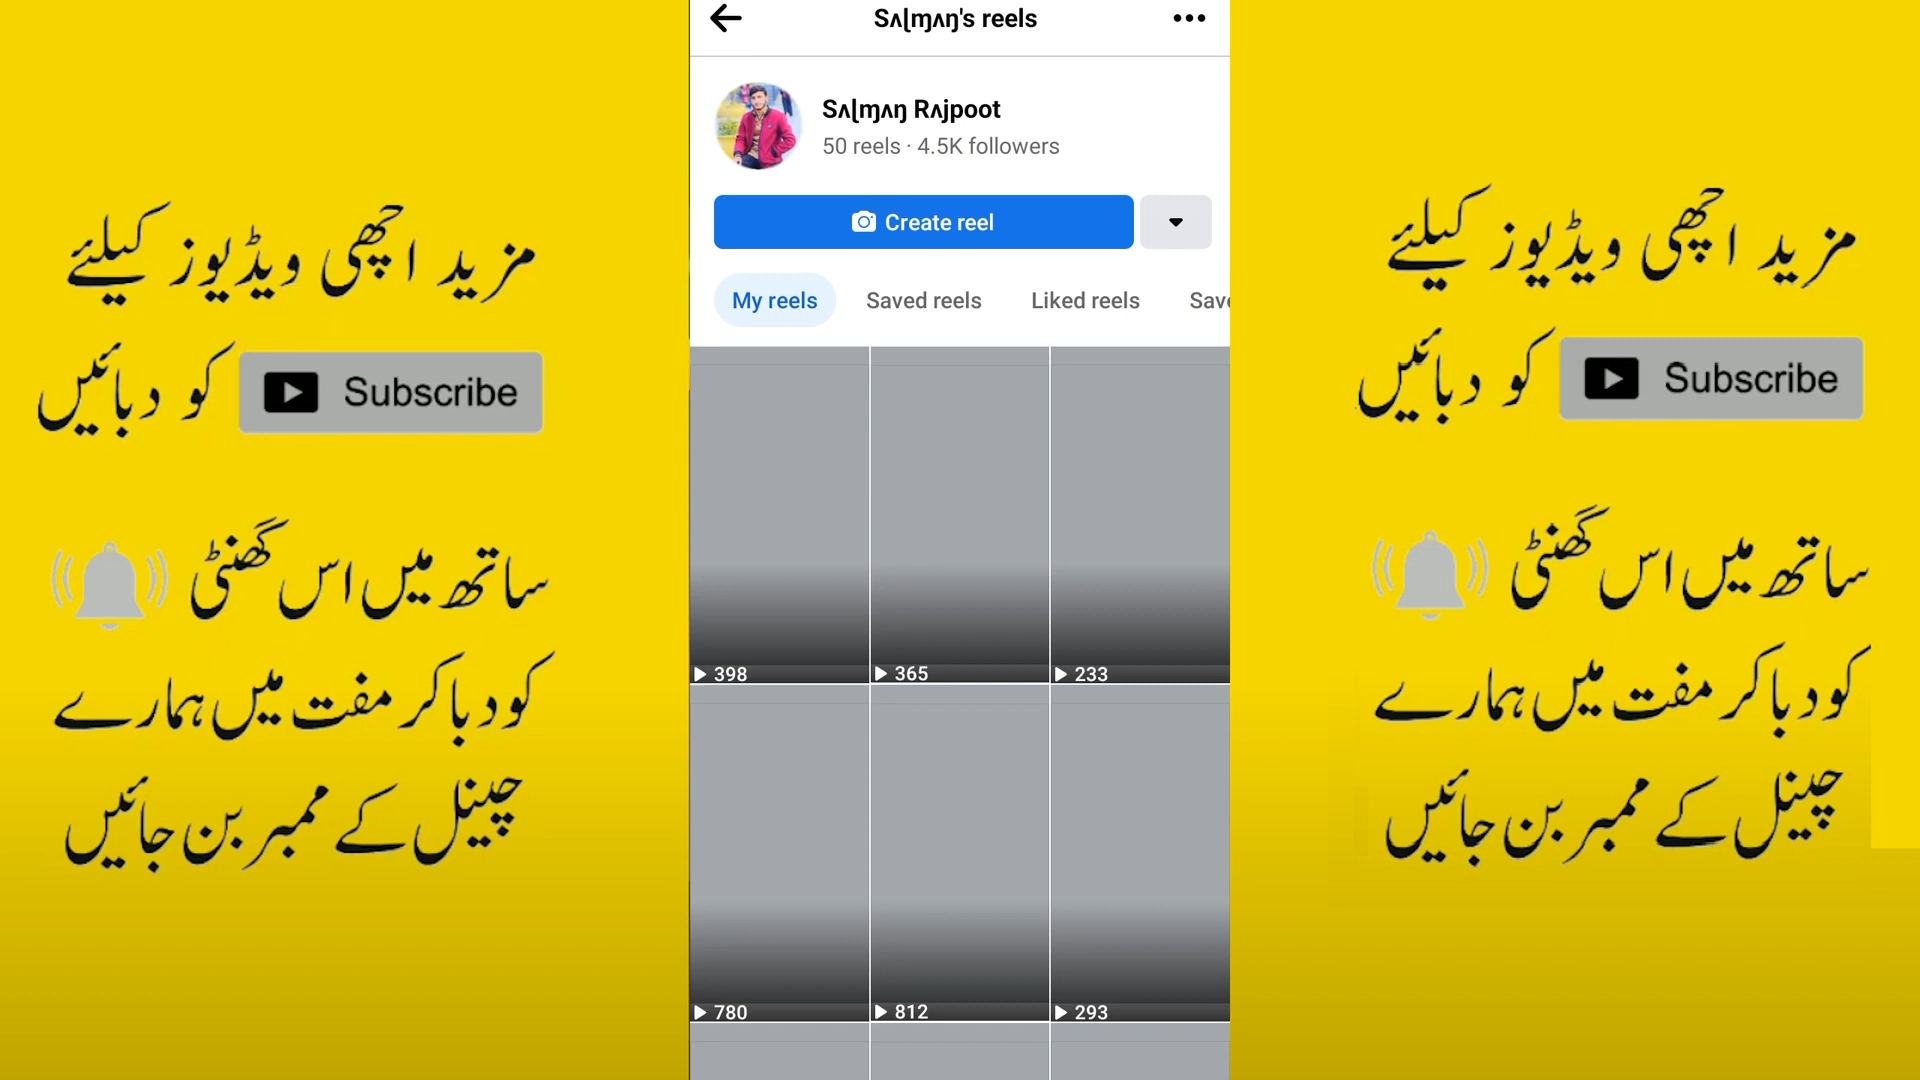 مزید اچھی ویڈیوز کیلئے
Subscribe کو دبائیں
ساتھ میں اس گھنٹی
کو دبا کر مفت میں ہمارے
چینل کے ممبر بن جائیں
Sʌɭɱʌŋ's reels
Sʌɭɱʌŋ Rʌjpoot
50 reels · 4.5K followers
Create reel
My reels Saved reels Liked reels Save
398 365 233
780 812 293
مزید اچھی ویڈیوز کیلئے
Subscribe کو دبائیں
ساتھ میں اس گھنٹی
کو دبا کر مفت میں ہمارے
چینل کے ممبر بن جائیں